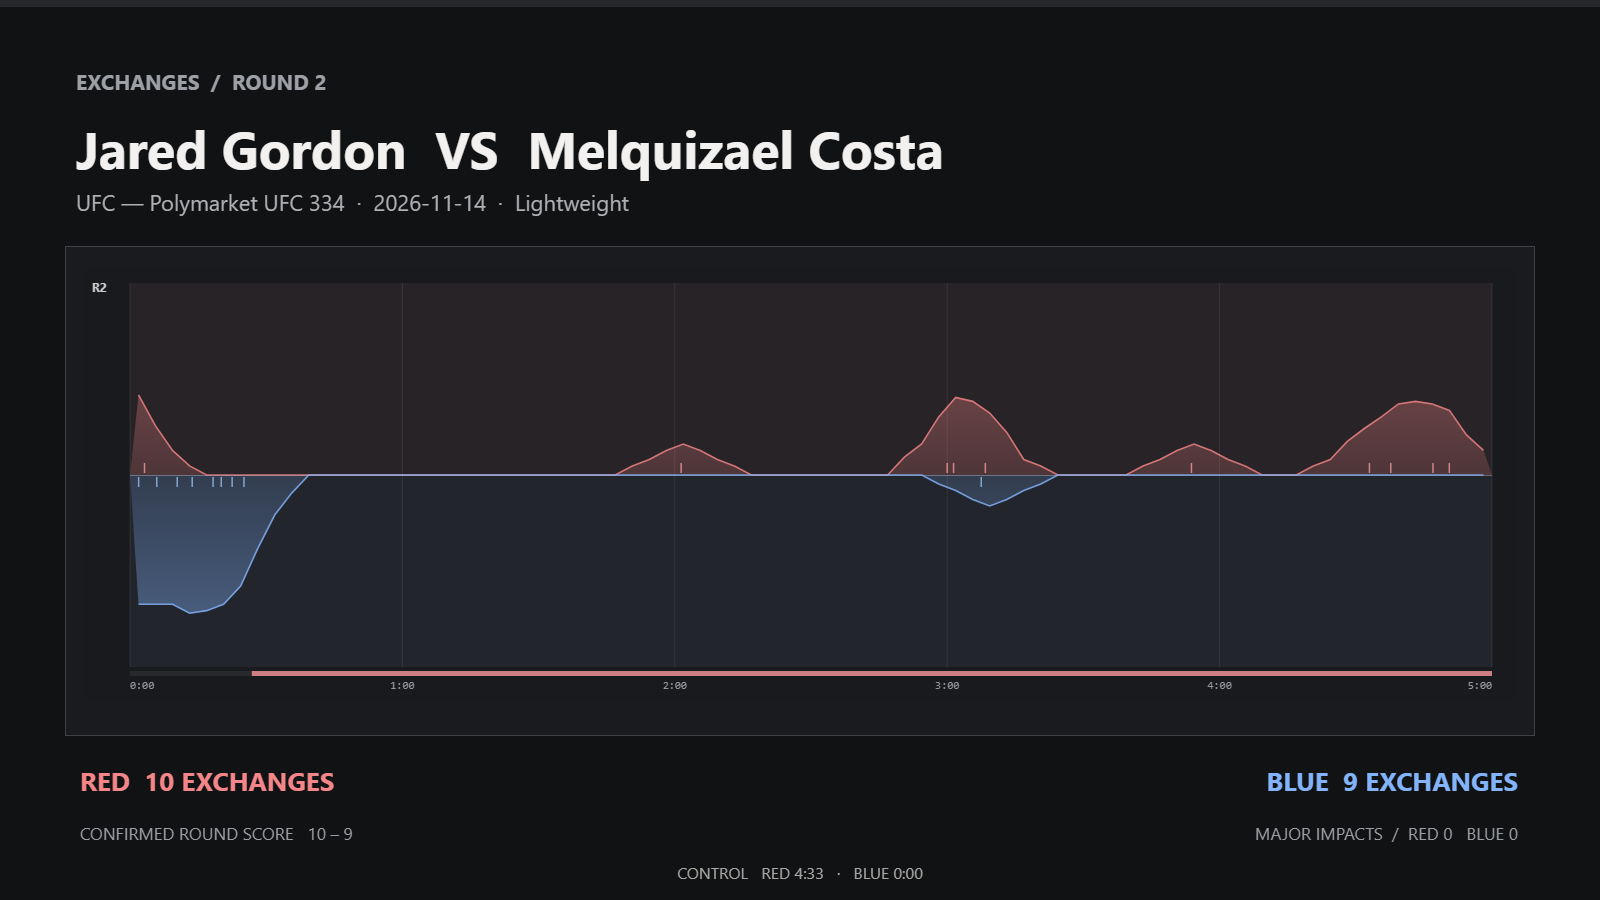 EXCHANGES / ROUND 2
Jared Gordon VS Melquizael Costa
UFC — Polymarket UFC 334 · 2026-11-14 · Lightweight
R2
0:00 1:00 2:00 3:00 4:00 5:00
RED 10 EXCHANGES BLUE 9 EXCHANGES
CONFIRMED ROUND SCORE 10 – 9 MAJOR IMPACTS / RED 0 BLUE 0
CONTROL RED 4:33 · BLUE 0:00